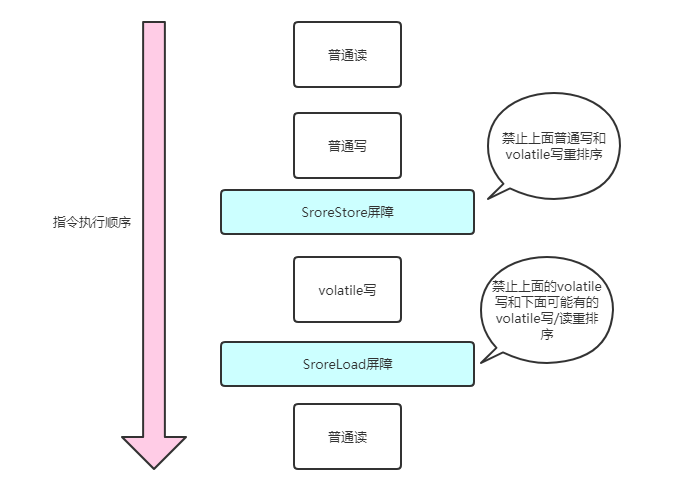 普通读
普通写
禁止上面普通写和
volatile写重排序
SroreStore屏障
指令执行顺序
volatile写
禁止上面的volatile
写和下面可能有的
volatile写/读重排
序
SroreLoad屏障
普通读